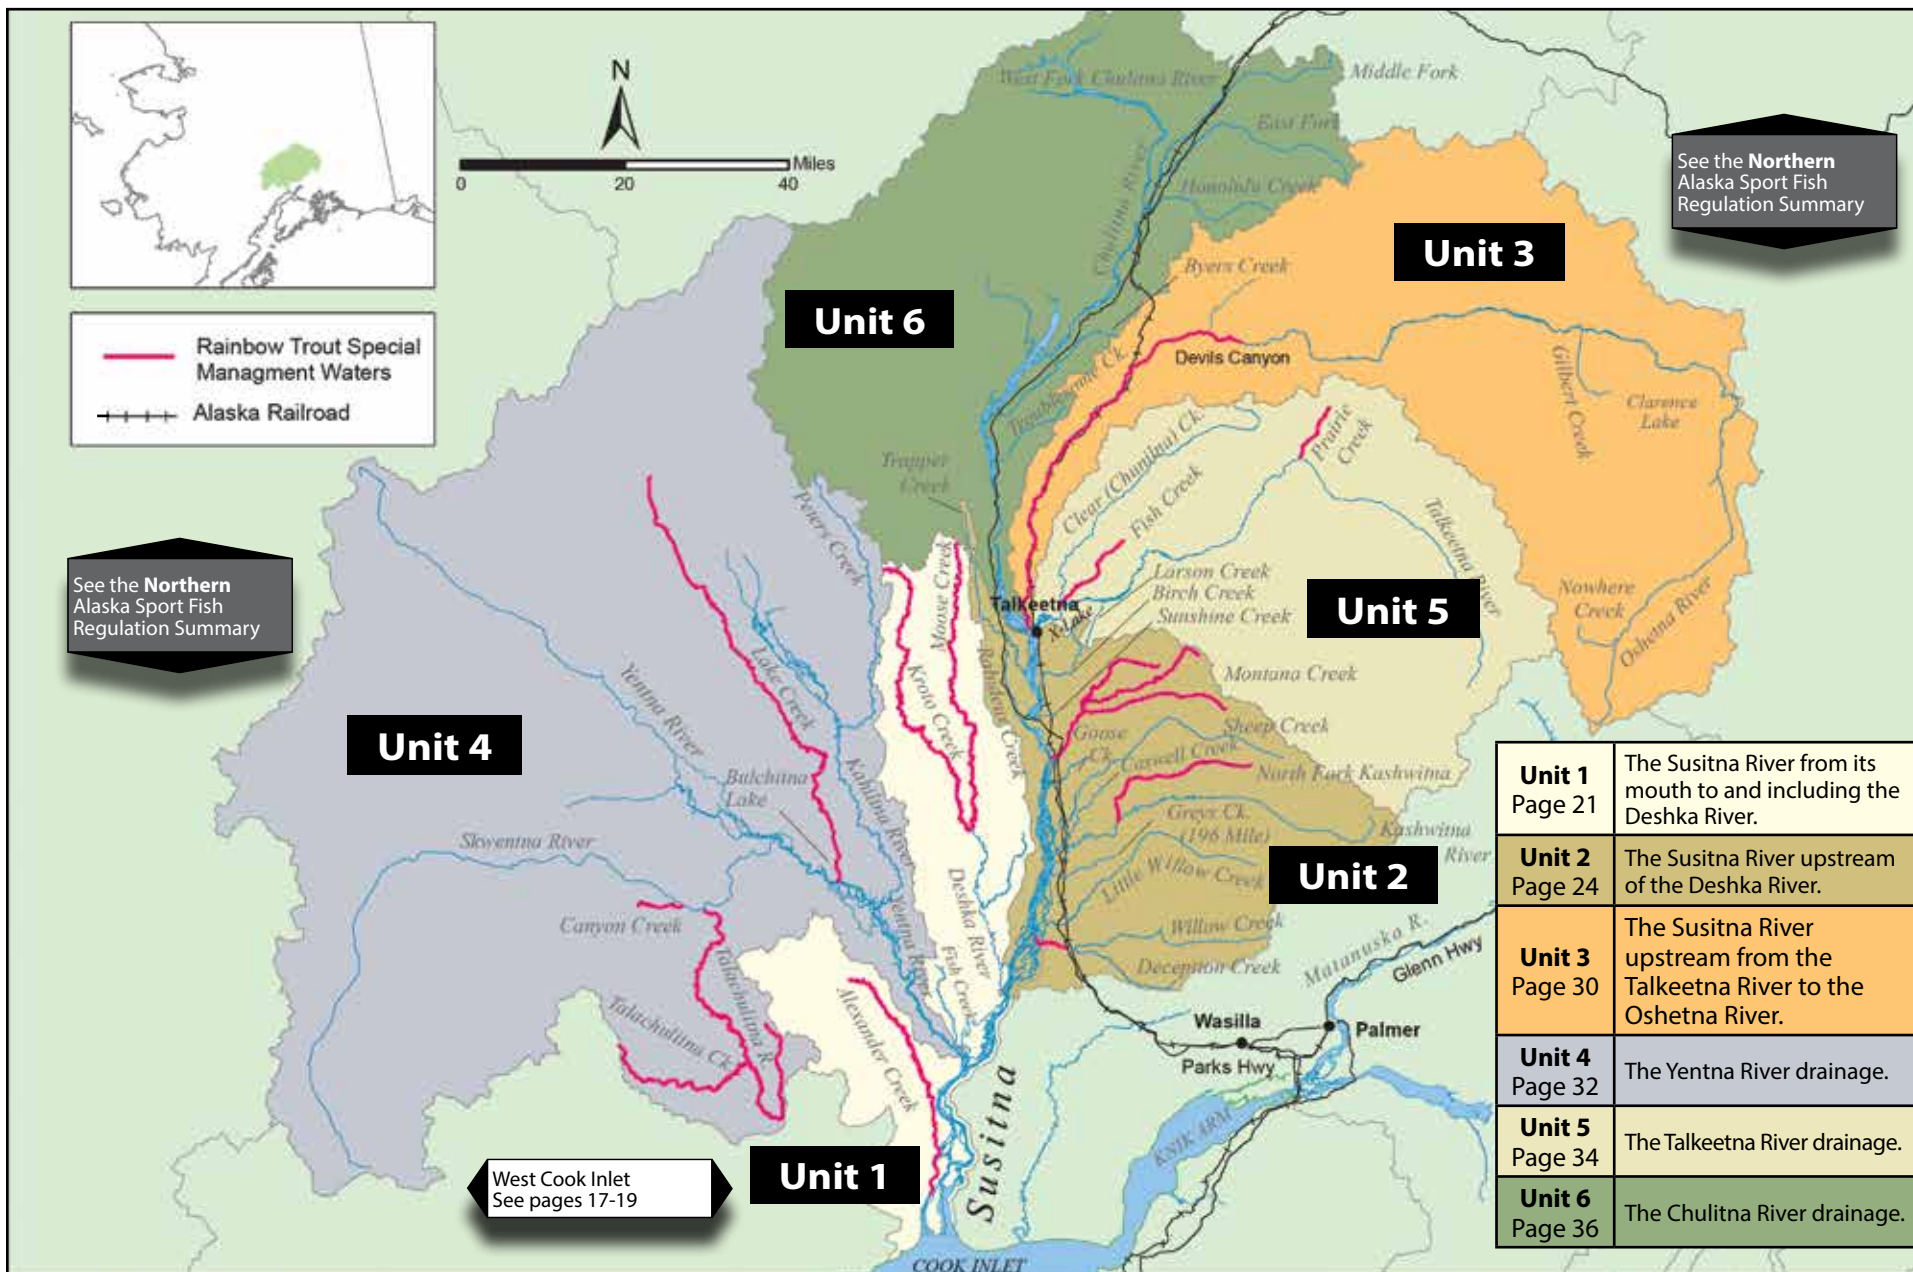 N
Miles
0
20
40
Rainbow Trout Special
Managment Waters
Alaska Railroad
See the Northern
Alaska Sport Fish
Regulation Summary
See the Northern
Alaska Sport Fish
Regulation Summary
West Fork Chulitna River
Middle Fork
East Fork
Chulitna River
Honolulu Creek
Byers Creek
Unit 3
Unit 6
Devils Canyon
Troublesome Ck.
Gilbert Creek
Clarence
Lake
Prairie
Creek
Clear (Chunilna) Ck.
Trapper
Creek
Fish Creek
Talkeetna River
Peters Creek
Moose Creek
Larson Creek
Birch Creek
Sunshine Creek
Talkeetna
X-Lake
Unit 5
Nowhere
Creek
Oshetna River
Rabideux Creek
Kroto Creek
Lake Creek
Yentna River
Montana Creek
Sheep Creek
Goose
Ck.
Caswell Creek
North Fork Kashwitna
Unit 4
Bulchitna
Lake
Kahiltna River
Greys Ck.
(196 Mile)
Kashwitna
River
Skwentna River
Little Willow Creek
Unit 2
Deshka River
Yentna River
Fish Creek
Willow Creek
Deception Creek
Canyon Creek
Talachulitna R.
Talachulitna Ck.
Alexander Creek
Matanuska R.
Glenn Hwy
Wasilla
Palmer
Parks Hwy
KNIK ARM
Susitna
Unit 1
West Cook Inlet
See pages 17-19
COOK INLET
Unit 1
Page 21
The Susitna River from its
mouth to and including the
Deshka River.
Unit 2
Page 24
The Susitna River upstream
of the Deshka River.
Unit 3
Page 30
The Susitna River
upstream from the
Talkeetna River to the
Oshetna River.
Unit 4
Page 32
The Yentna River drainage.
Unit 5
Page 34
The Talkeetna River drainage.
Unit 6
Page 36
The Chulitna River drainage.